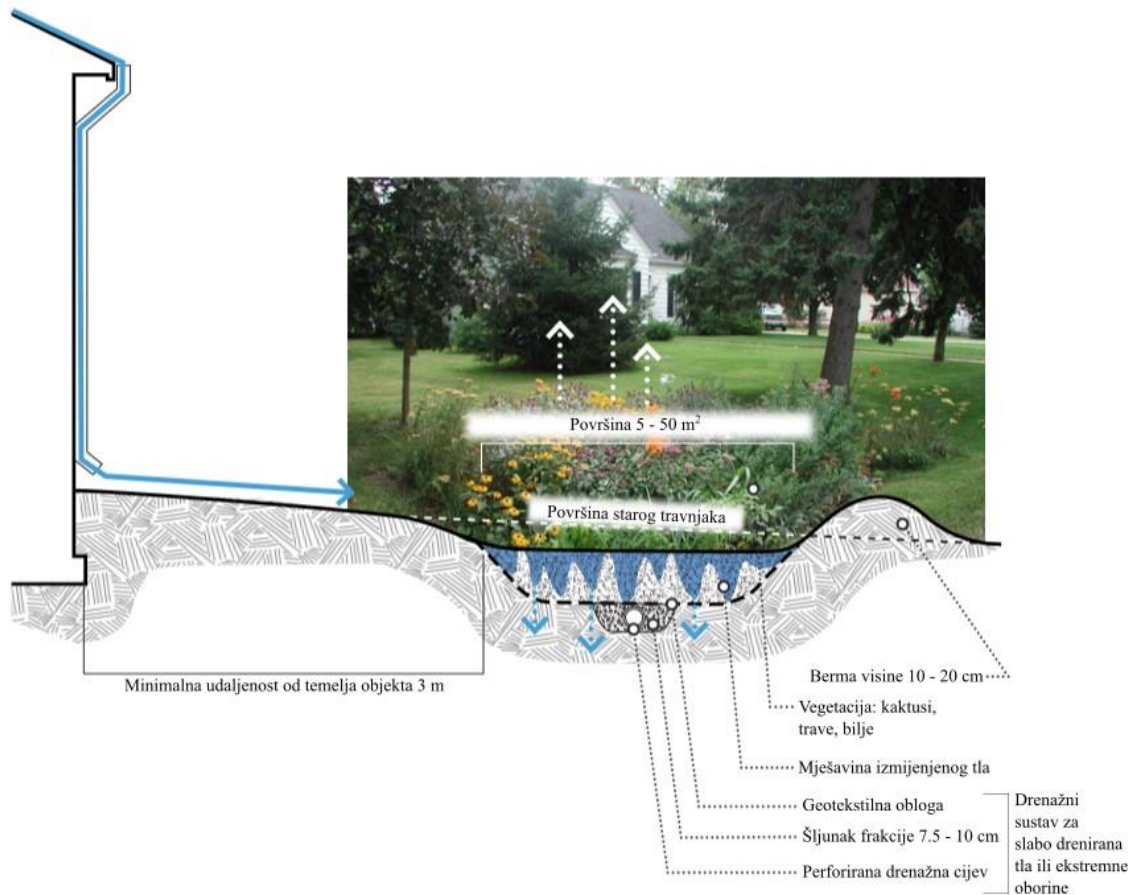 Površina 5 - 50 m²
Površina starog travnjaka
Minimalna udaljenost od temelja objekta 3 m
Berma visine 10 - 20 cm
Vegetacija: kaktusi,
trave, bilje
Mješavina izmijenjenog tla
Geotekstilna obloga
Šljunak frakcije 7.5 - 10 cm
Perforirana drenažna cijev
Drenažni
sustav za
slabo drenirana
tla ili ekstremne
oborine